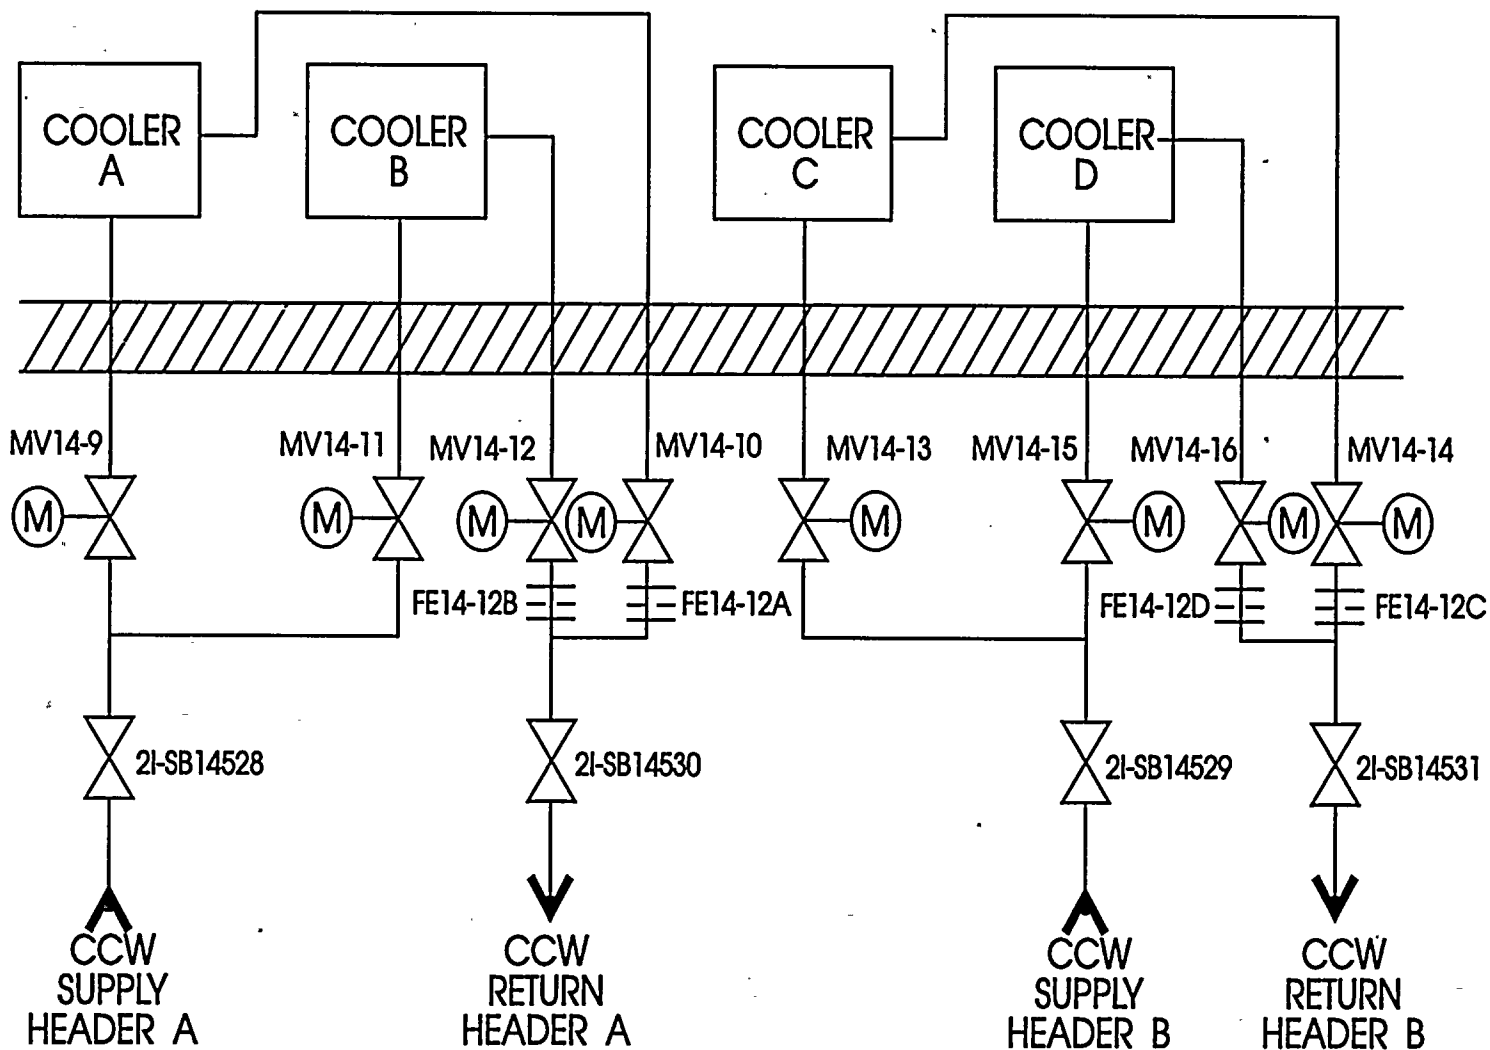 COOLER
A
COOLER
B
COOLER
C
COOLER
D
MV14-9
MV14-11
MV14-12
MV14-10
MV14-13
MV14-15
MV14-16
MV14-14
M
M
M
M
M
M
M
M
FE14-12B
FE14-12A
FE14-12D
FE14-12C
2I-SB14528
2I-SB14530
2I-SB14529
2I-SB14531
CCW
SUPPLY
HEADER A
CCW
RETURN
HEADER A
CCW
SUPPLY
HEADER B
CCW
RETURN
HEADER B